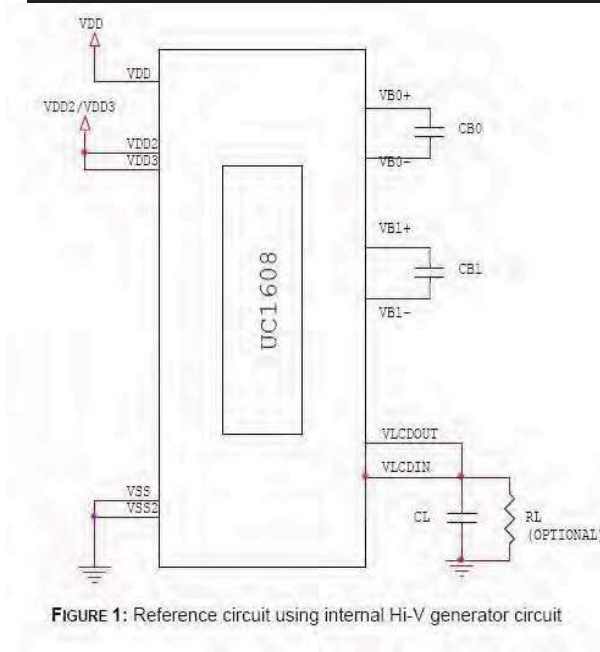 VDD
VDD
VDD2/VDD3
VDD2
VDD3
VB0+
CB0
VB0-
VB1+
CB1
VB1-
UC1608
VLCDOUT
VLCDIN
VSS
VSS2
CL
RL
(OPTIONAL)
FIGURE 1: Reference circuit using internal Hi-V generator circuit